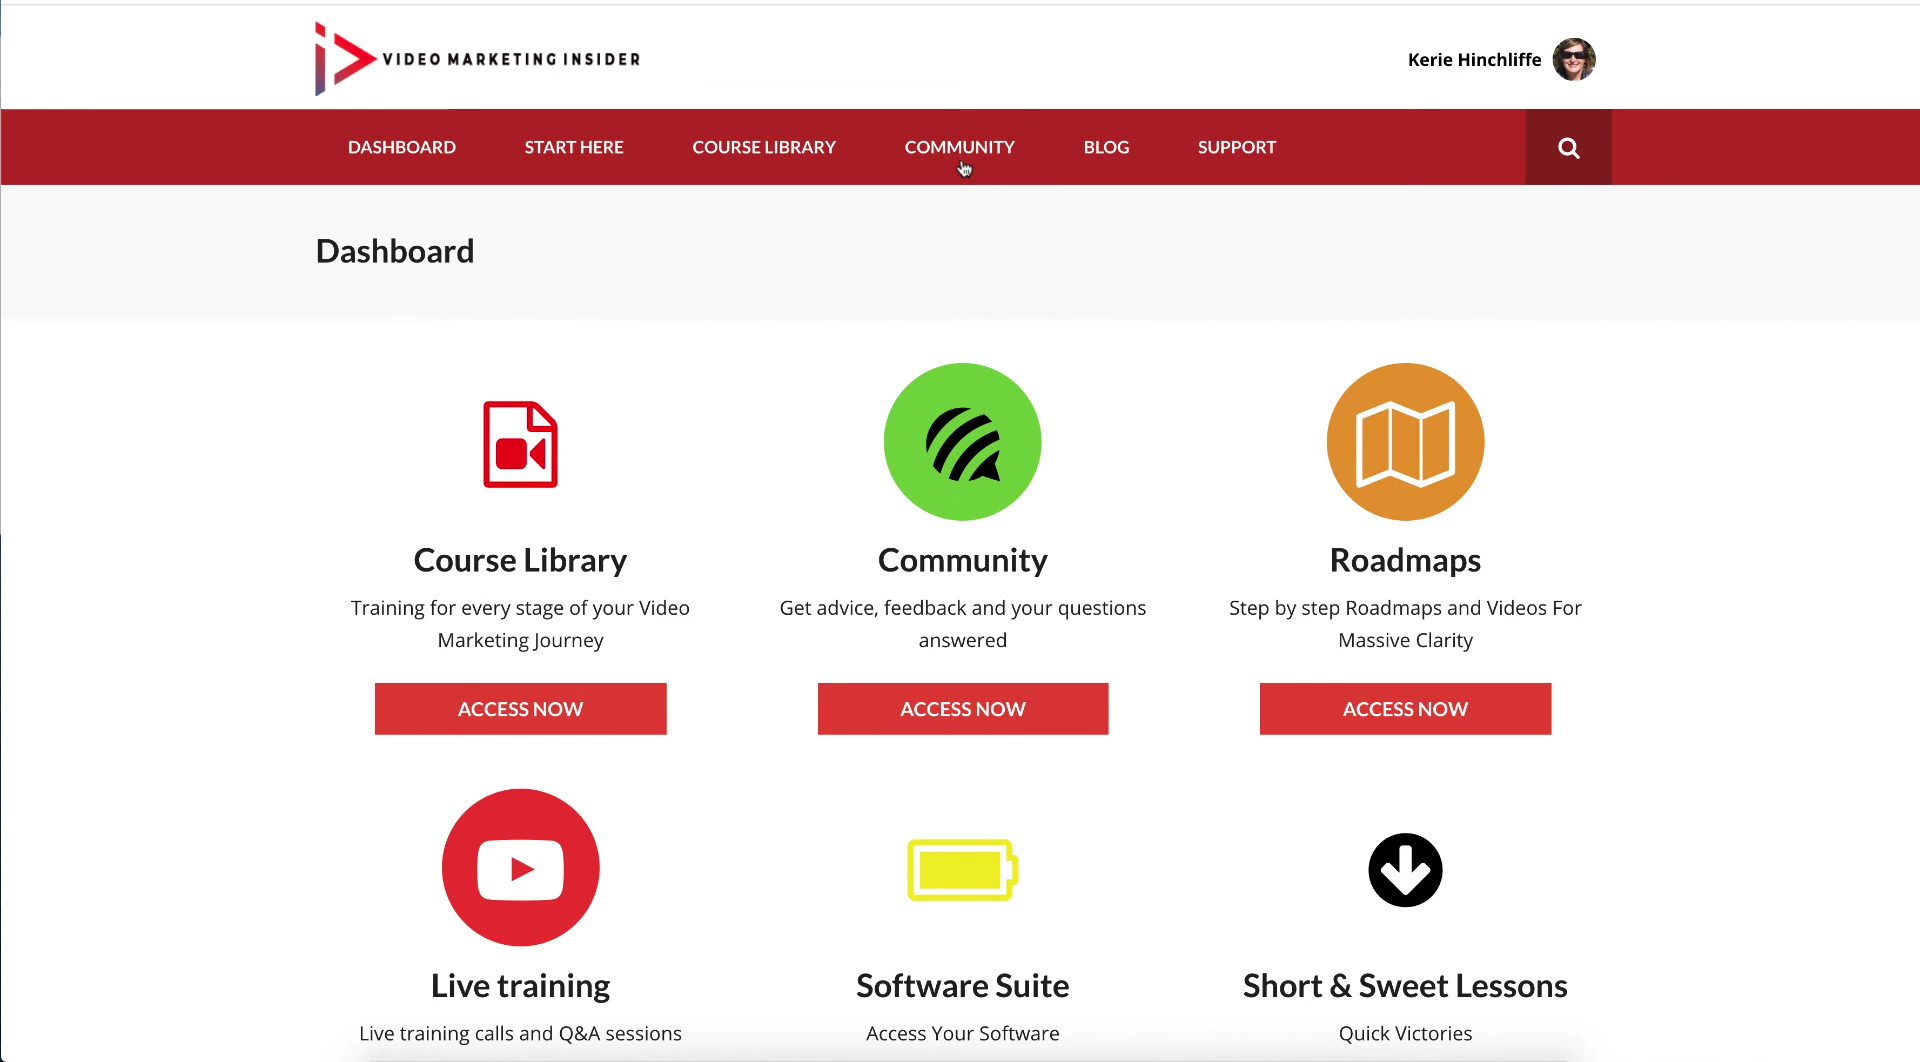 VIDEO MARKETING INSIDER
Kerie Hinchliffe
DASHBOARD START HERE COURSE LIBRARY COMMUNITY BLOG SUPPORT
Dashboard
Course Library
Training for every stage of your Video
Marketing Journey
ACCESS NOW
Community
Get advice, feedback and your questions
answered
ACCESS NOW
Roadmaps
Step by step Roadmaps and Videos For
Massive Clarity
ACCESS NOW
Live training
Live training calls and Q&A sessions
Software Suite
Access Your Software
Short & Sweet Lessons
Quick Victories